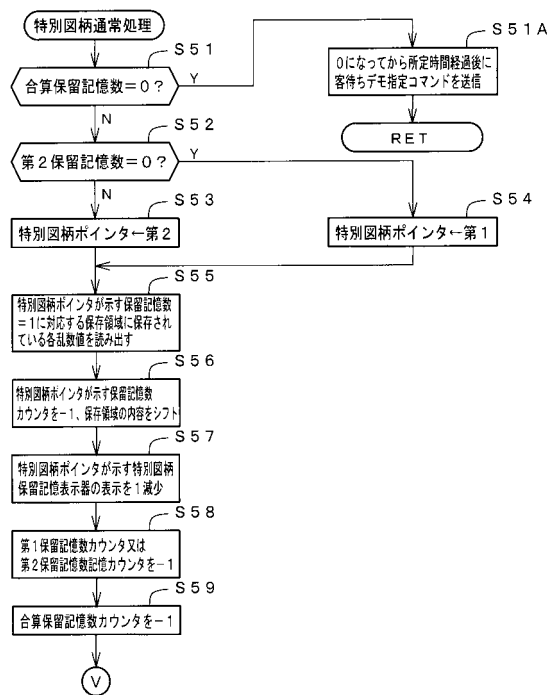 特別図柄通常処理
S51
合算保留記憶数=0?
Y
N
S51A
0になってから所定時間経過後に
客待ちデモ指定コマンドを送信
RET
S52
第2保留記憶数=0?
Y
N
S53
特別図柄ポインタ←第2
S54
特別図柄ポインタ←第1
S55
特別図柄ポインタが示す保留記憶数
=1に対応する保存領域に保存され
ている各乱数値を読み出す
S56
特別図柄ポインタが示す保留記憶数
カウンタを-1、保存領域の内容をシフト
S57
特別図柄ポインタが示す特別図柄
保留記憶表示器の表示を1減少
S58
第1保留記憶数カウンタ又は
第2保留記憶数記憶カウンタを-1
S59
合算保留記憶数カウンタを-1
V